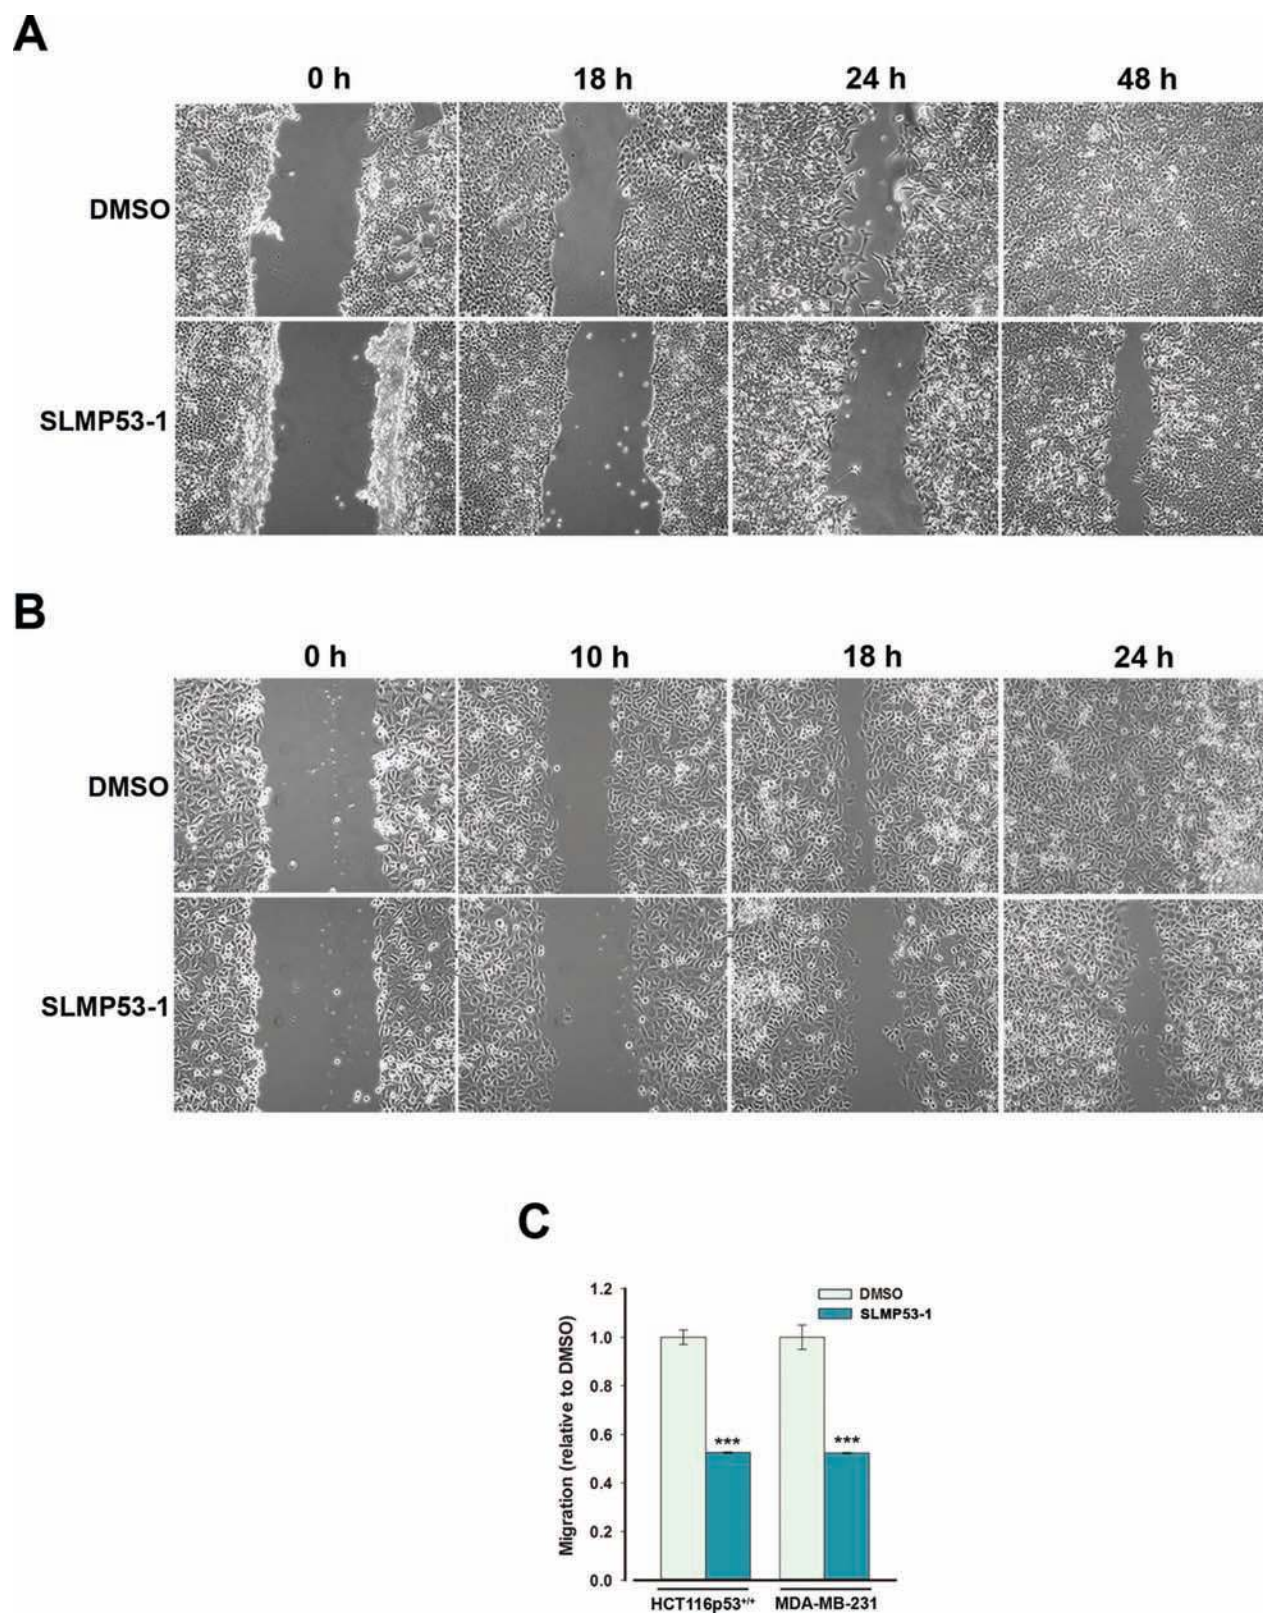 A
0 h 18 h 24 h 48 h
DMSO
SLMP53-1
B
0 h 10 h 18 h 24 h
DMSO
SLMP53-1
C
Migration (relative to DMSO)
1.2
1.0
0.8
0.6
0.4
0.2
0.0
DMSO
SLMP53-1
*** ***
HCT116p53+/+ MDA-MB-231